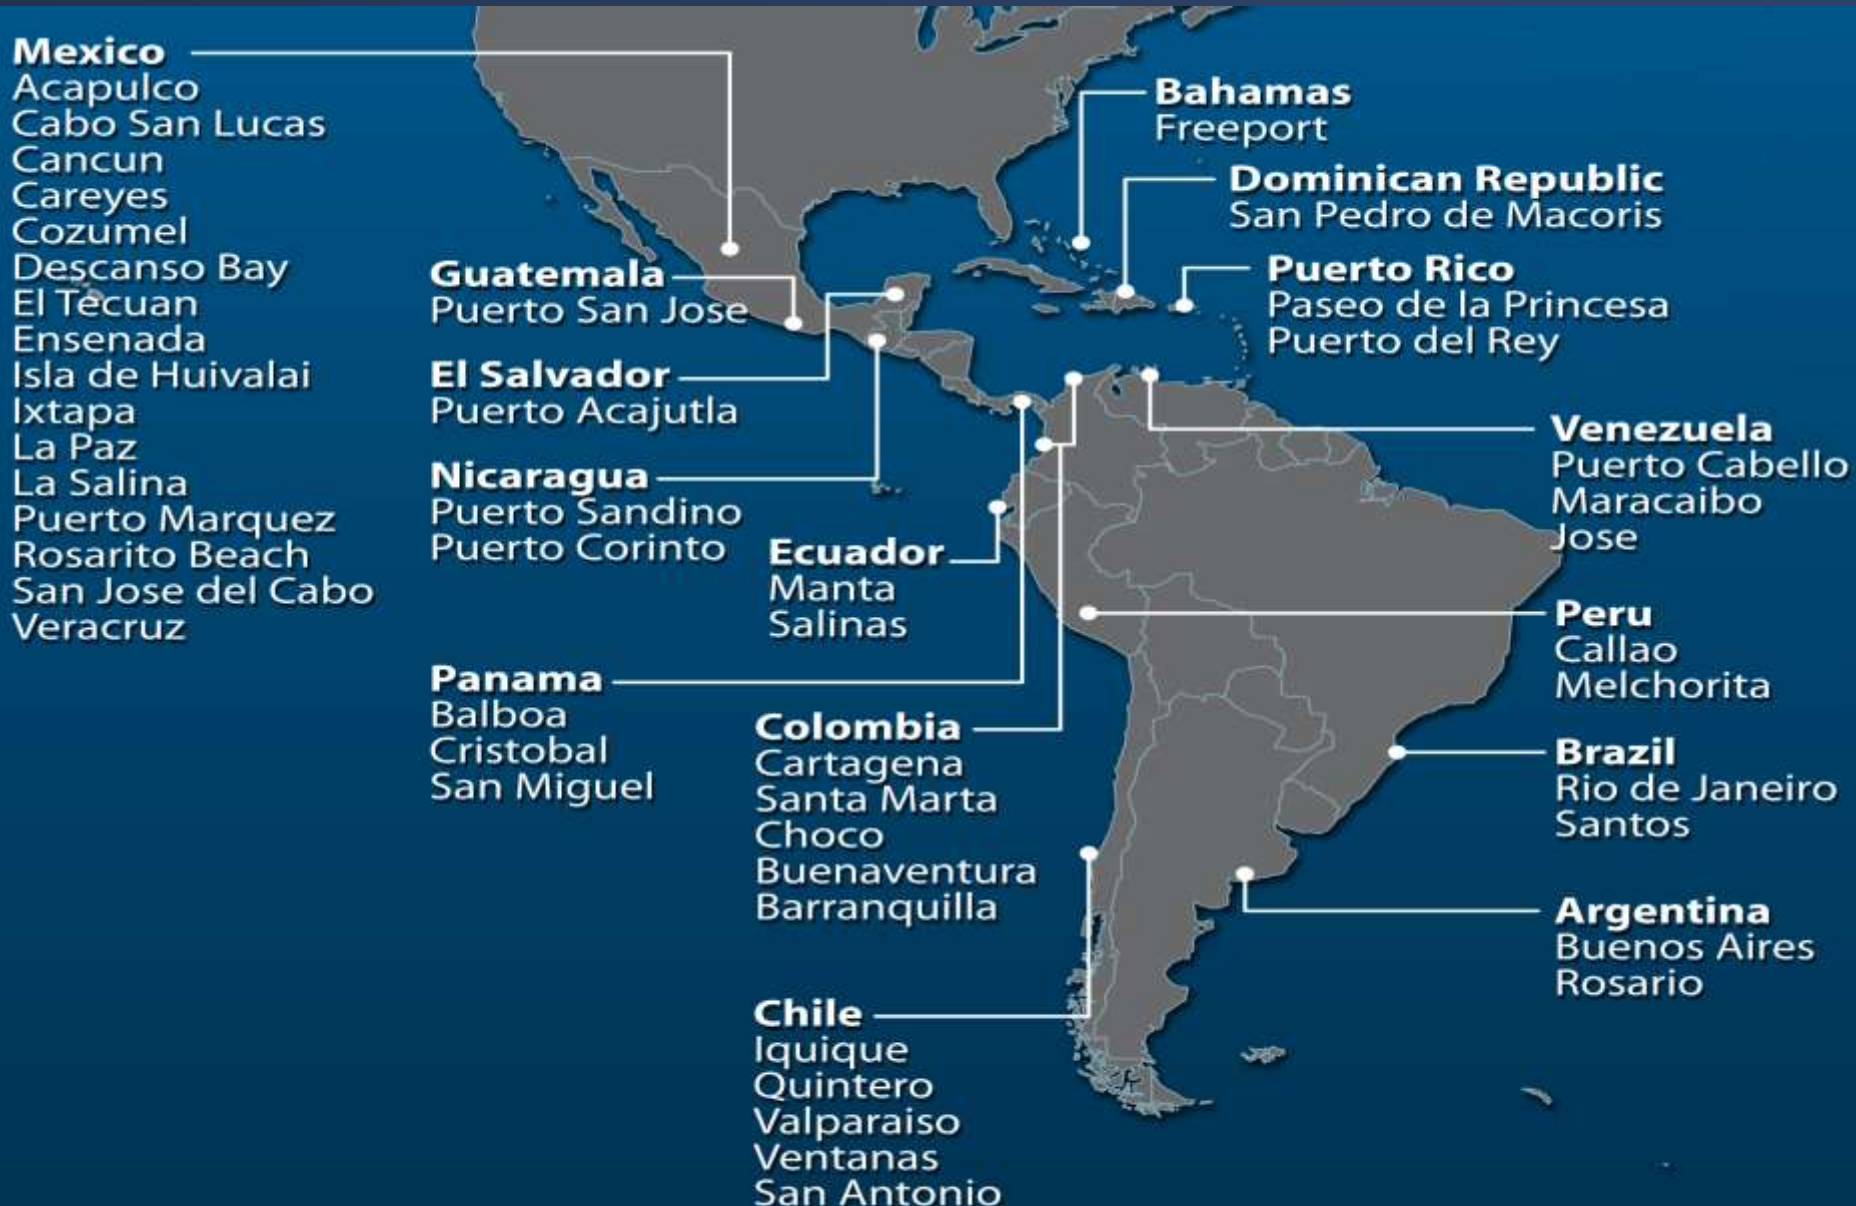 Mexico
Acapulco
Cabo San Lucas
Cancun
Careyes
Cozumel
Descanso Bay
El Tecuan
Ensenada
Isla de Huivalai
Ixtapa
La Paz
La Salina
Puerto Marquez
Rosarito Beach
San Jose del Cabo
Veracruz
Guatemala
Puerto San Jose
El Salvador
Puerto Acajutla
Nicaragua
Puerto Sandino
Puerto Corinto
Panama
Balboa
Cristobal
San Miguel
Ecuador
Manta
Salinas
Colombia
Cartagena
Santa Marta
Choco
Buenaventura
Barranquilla
Chile
Iquique
Quintero
Valparaiso
Ventanas
San Antonio
Bahamas
Freeport
Dominican Republic
San Pedro de Macoris
Puerto Rico
Paseo de la Princesa
Puerto del Rey
Venezuela
Puerto Cabello
Maracaibo
Jose
Peru
Callao
Melchorita
Brazil
Rio de Janeiro
Santos
Argentina
Buenos Aires
Rosario